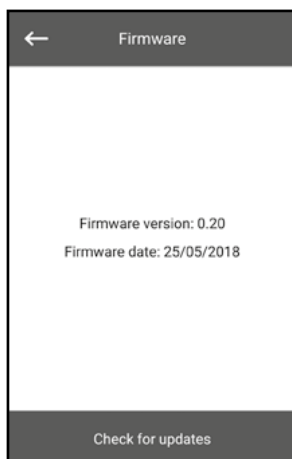 Firmware
Firmware version: 0.20
Firmware date: 25/05/2018
Check for updates